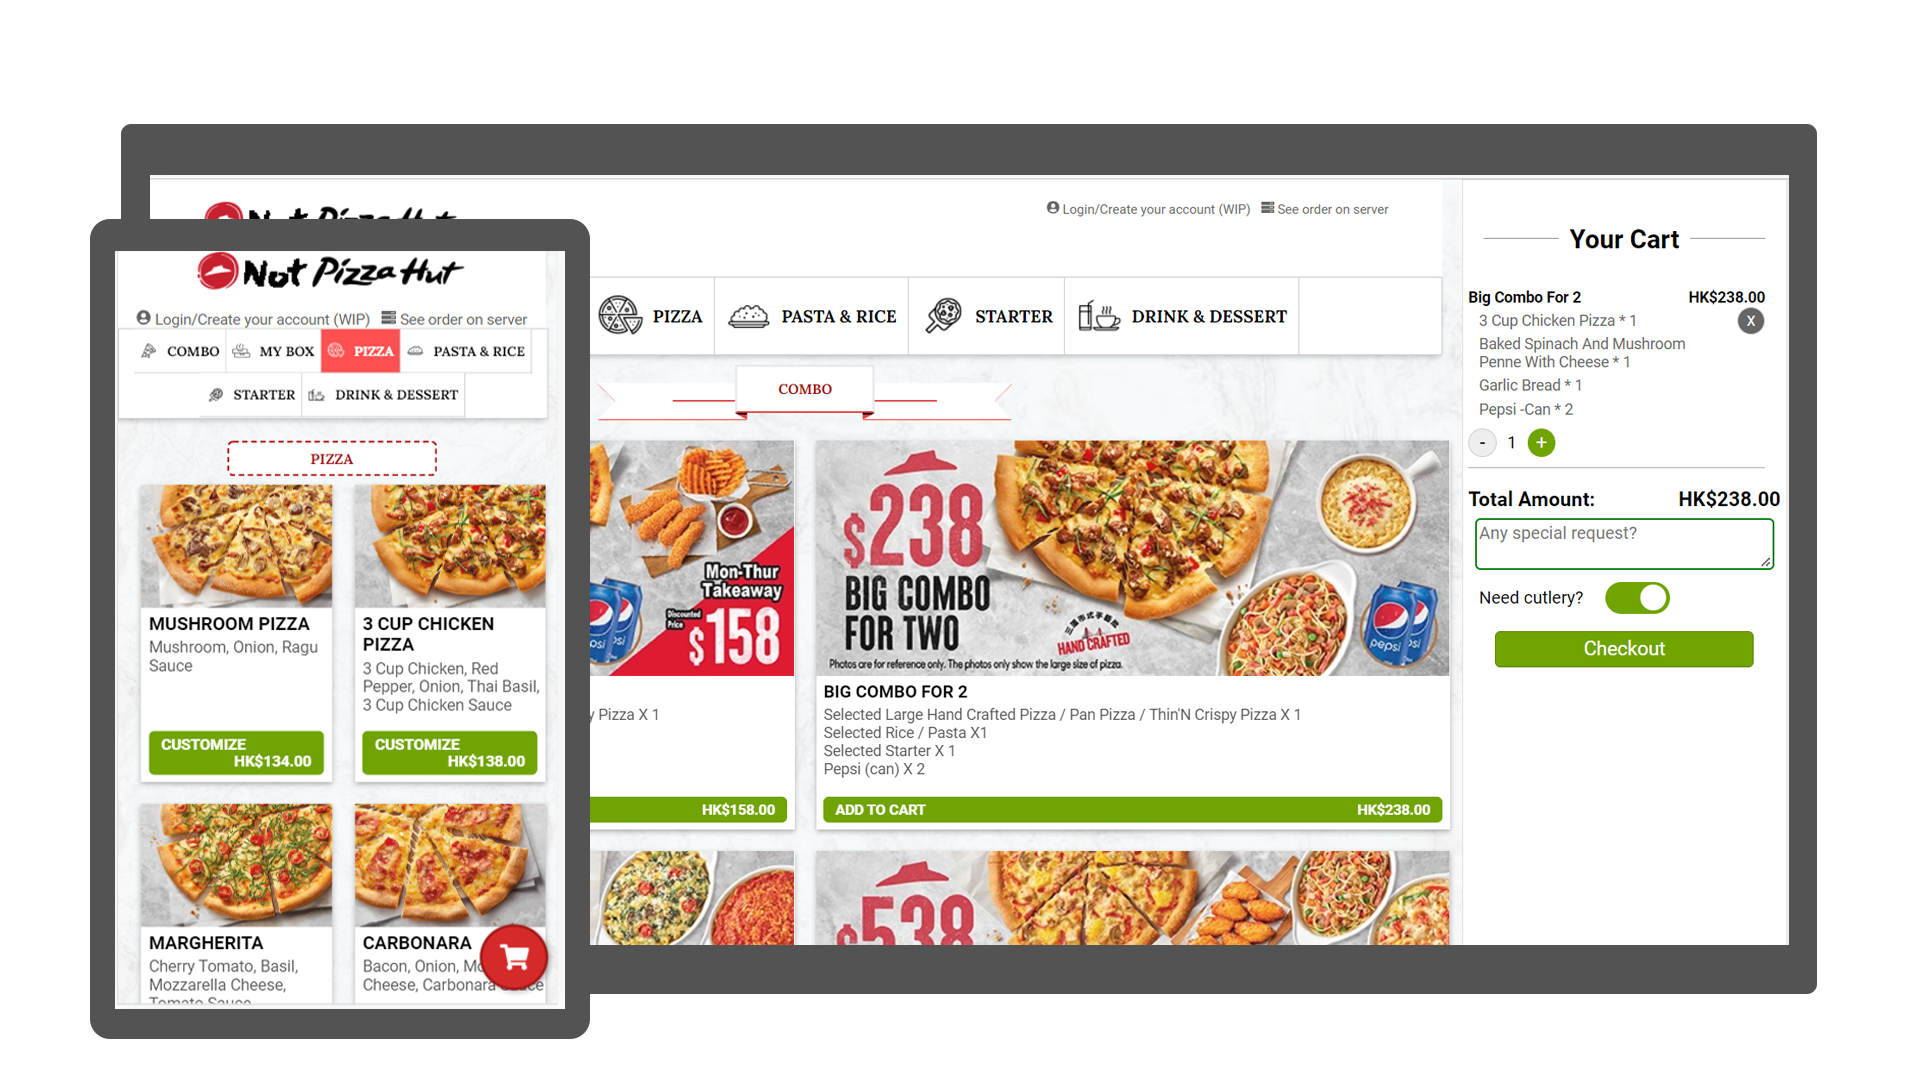 Not Pizza Hut
Login/Create your account (WIP) See order on server
COMBO MY BOX PIZZA PASTA & RICE
STARTER DRINK & DESSERT
PIZZA
MUSHROOM PIZZA
Mushroom, Onion, Ragu
Sauce
CUSTOMIZE
HK$134.00
3 CUP CHICKEN
PIZZA
3 Cup Chicken, Red
Pepper, Onion, Thai Basil,
3 Cup Chicken Sauce
CUSTOMIZE
HK$138.00
MARGHERITA
Cherry Tomato, Basil,
Mozzarella Cheese,
Tomato Sauce
CARBONARA
Bacon, Onion,
Cheese, Carbonara
Not Pizza Hut
Login/Create your account (WIP) See order on server
PIZZA PASTA & RICE STARTER DRINK & DESSERT
COMBO
Mon-Thur
Takeaway
Discounted
Price
$158
pepsi
Pizza X 1
HK$158.00
$238
BIG COMBO
FOR TWO
HAND CRAFTED
pepsi
Photos are for reference only. The photos only show the large size of pizza.
BIG COMBO FOR 2
Selected Large Hand Crafted Pizza / Pan Pizza / Thin'N Crispy Pizza X 1
Selected Rice / Pasta X1
Selected Starter X 1
Pepsi (can) X 2
ADD TO CART HK$238.00
$538
Your Cart
Big Combo For 2 HK$238.00
3 Cup Chicken Pizza * 1 X
Baked Spinach And Mushroom
Penne With Cheese * 1
Garlic Bread * 1
Pepsi -Can * 2
- 1 +
Total Amount: HK$238.00
Any special request?
Need cutlery?
Checkout